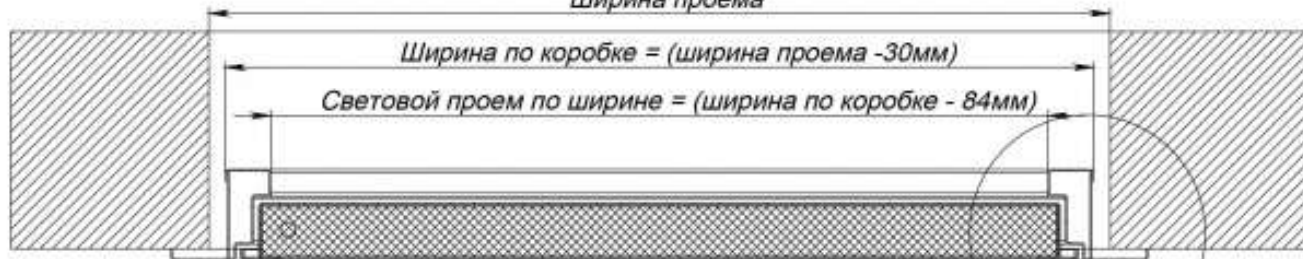 Ширина проема
Ширина по коробке = (ширина проема -30мм)
Световой проем по ширине = (ширина по коробке - 84мм)